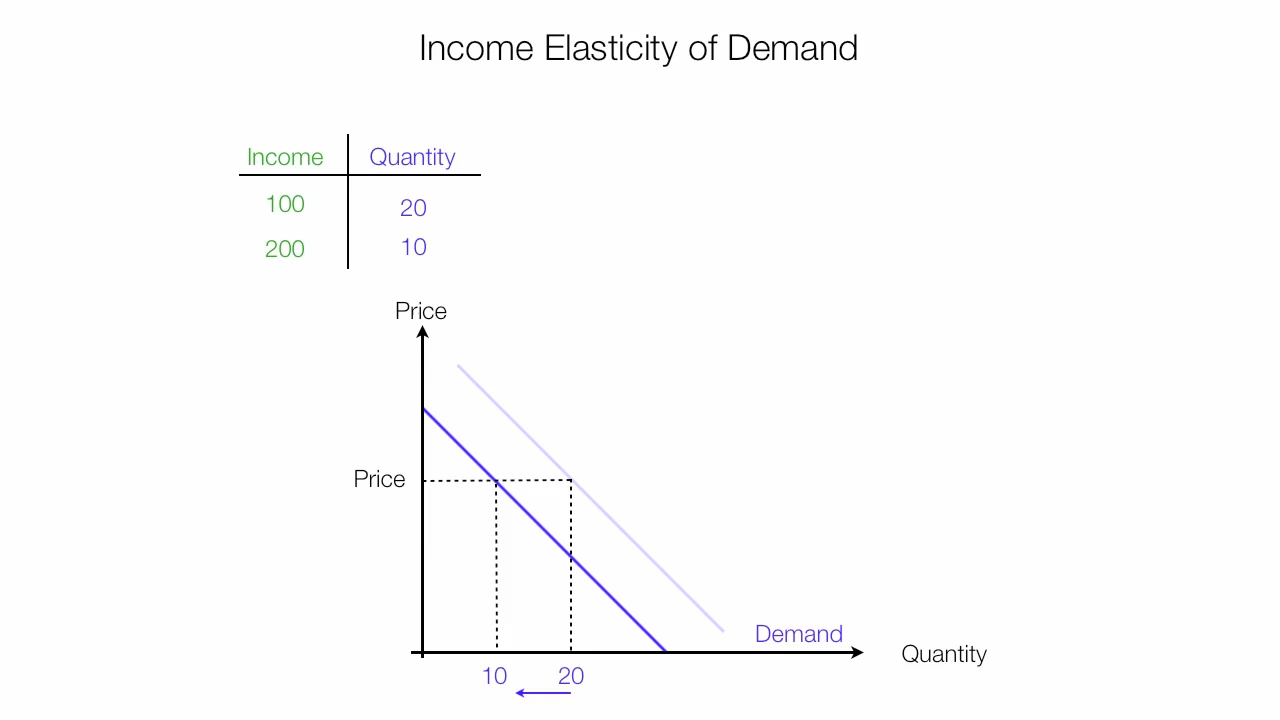 Income Elasticity of Demand
Income Quantity
100 20
200 10
Price
Price
Demand
Quantity
10 20